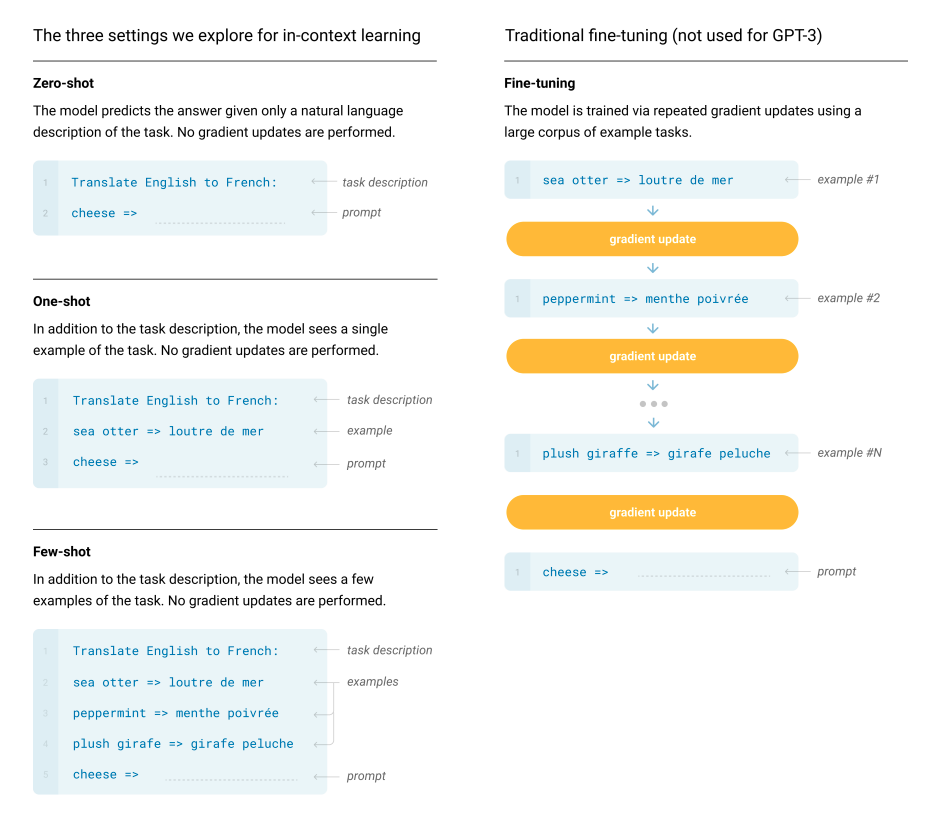 The three settings we explore for in-context learning
Zero-shot
The model predicts the answer given only a natural language
description of the task. No gradient updates are performed.
1 Translate English to French: task description
2 cheese => prompt
One-shot
In addition to the task description, the model sees a single
example of the task. No gradient updates are performed.
1 Translate English to French: task description
2 sea otter => loutre de mer example
3 cheese => prompt
Few-shot
In addition to the task description, the model sees a few
examples of the task. No gradient updates are performed.
1 Translate English to French: task description
2 sea otter => loutre de mer examples
3 peppermint => menthe poivrée
4 plush girafe => girafe peluche
5 cheese => prompt
Traditional fine-tuning (not used for GPT-3)
Fine-tuning
The model is trained via repeated gradient updates using a
large corpus of example tasks.
1 sea otter => loutre de mer example #1
gradient update
1 peppermint => menthe poivrée example #2
gradient update
1 plush giraffe => girafe peluche example #N
gradient update
1 cheese => prompt